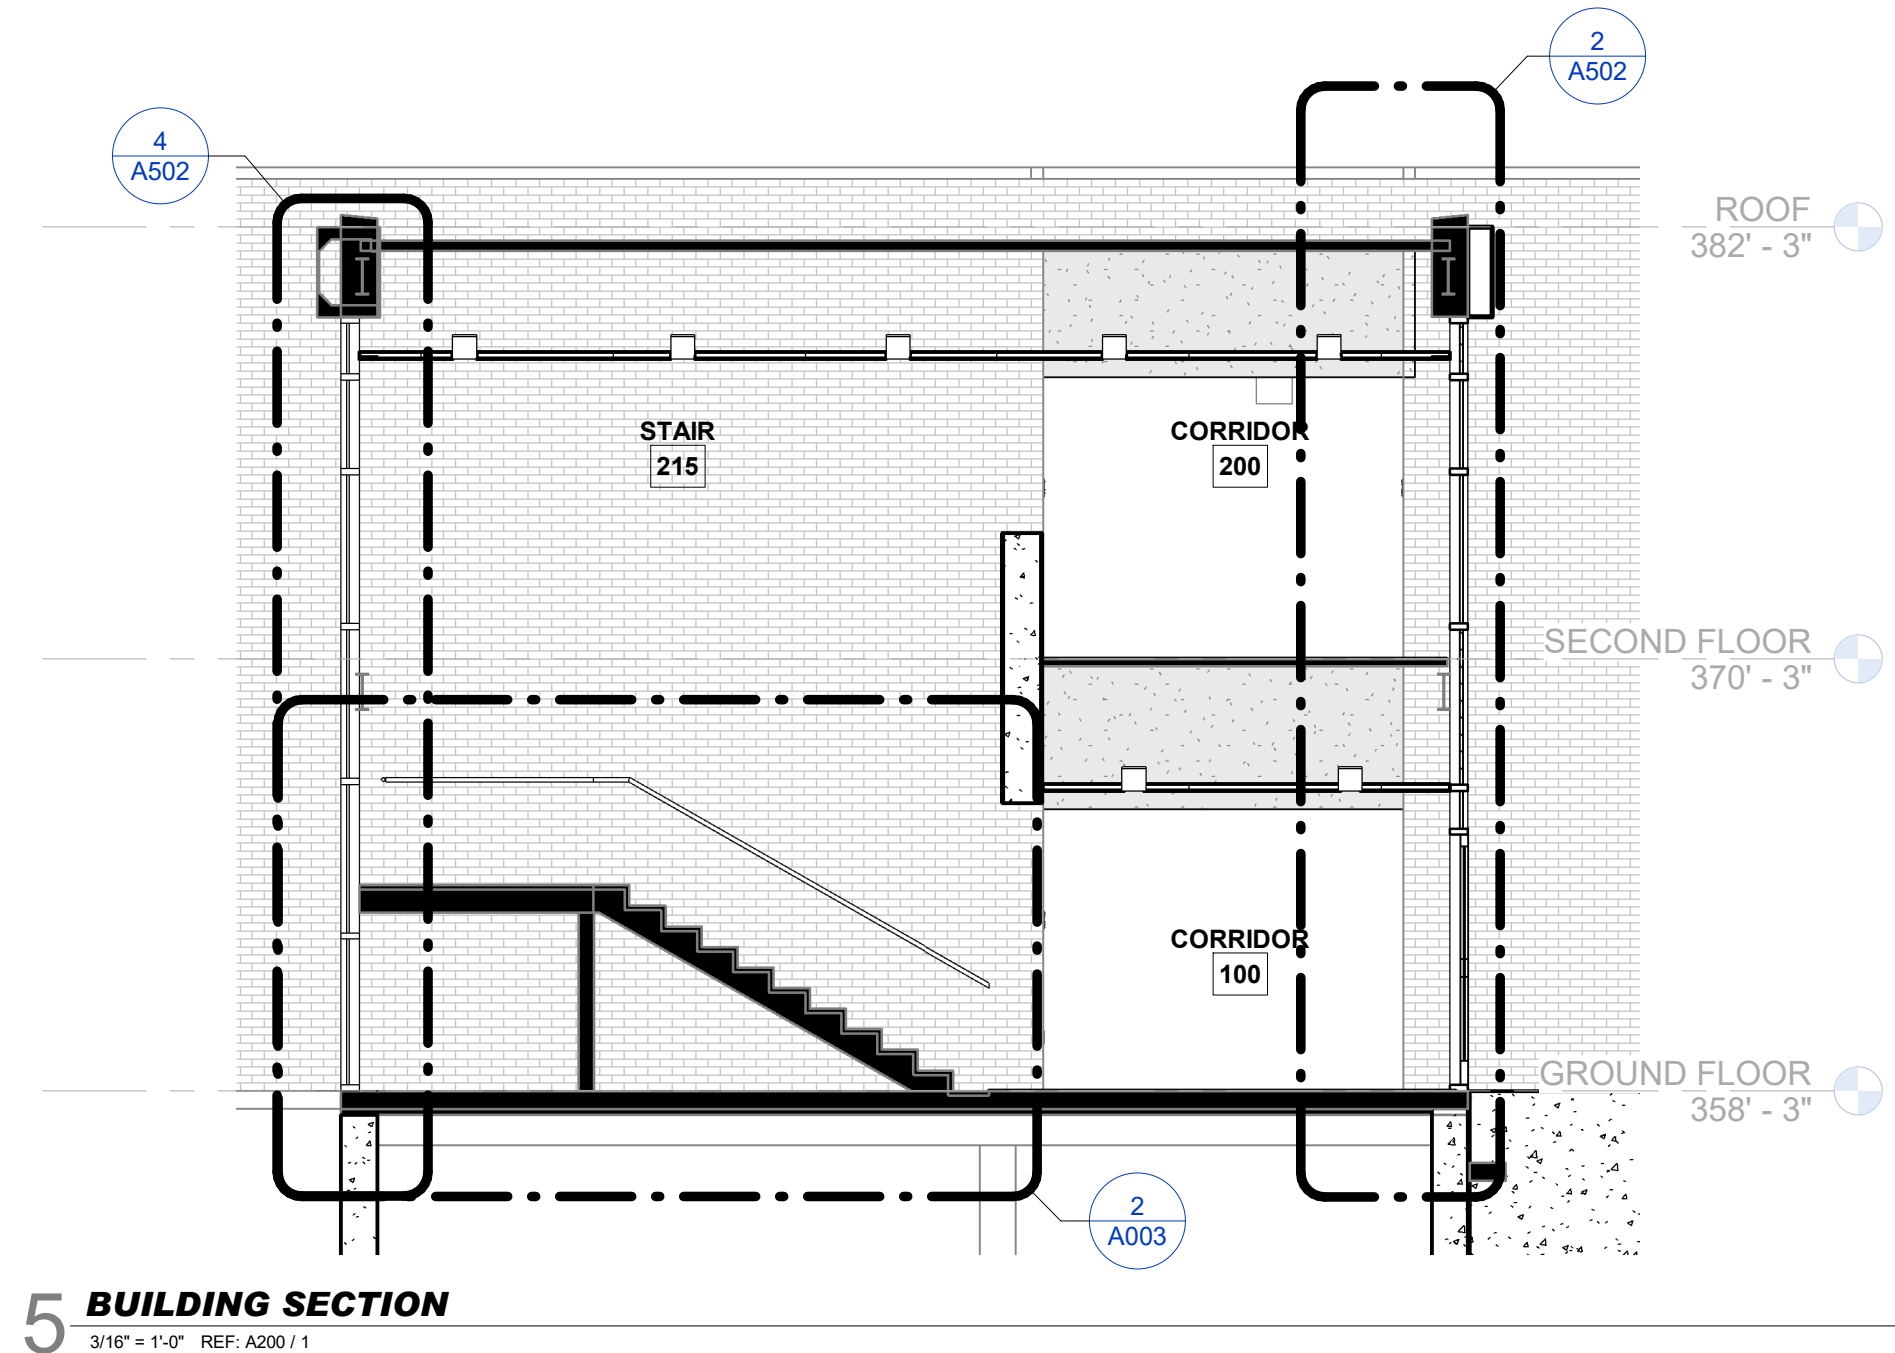 2
A502
4
A502
ROOF
382' - 3"
STAIR
215
CORRIDOR
200
SECOND FLOOR
370' - 3"
CORRIDOR
100
GROUND FLOOR
358' - 3"
2
A003
5 BUILDING SECTION
3/16" = 1'-0" REF: A200 / 1